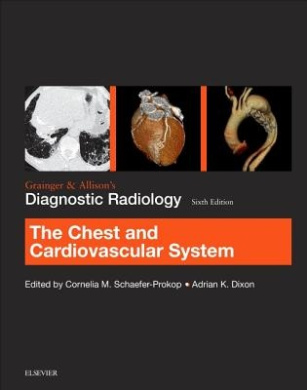 Grainger & Allison's
Diagnostic Radiology Sixth Edition
The Chest and
Cardiovascular System
Edited by Cornelia M. Schaefer-Prokop • Adrian K. Dixon
ELSEVIER